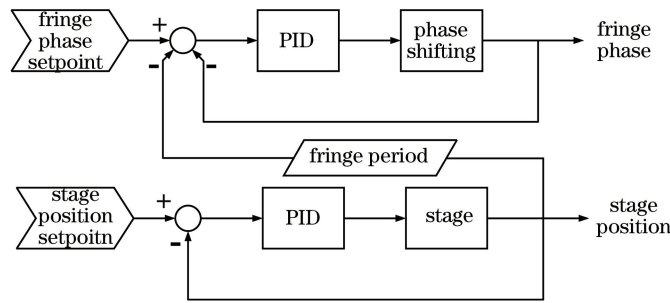 fringe
phase
setpoint
+
-
-
PID
phase
shifting
fringe
phase
fringe period
stage
position
setpoitn
+
-
PID
stage
stage
position